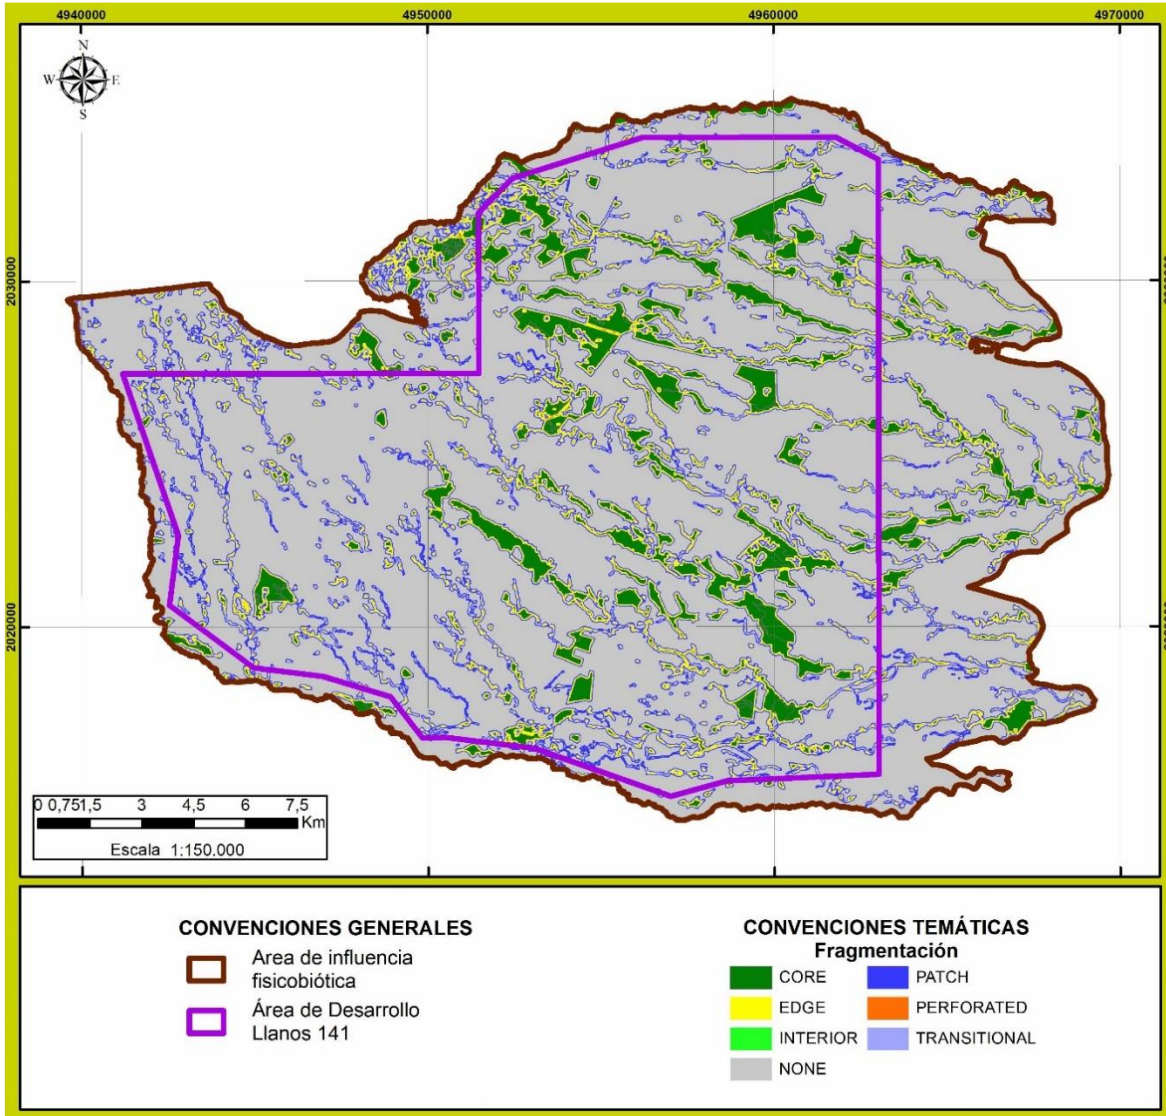 4940000 4950000 4960000 4970000
N
W E
S
2030000
2020000
0 0,751,5 3 4,5 6 7,5
Km
Escala 1:150.000
CONVENCIONES GENERALES
Area de influencia
fisicobiótica
Área de Desarrollo
Llanos 141
CONVENCIONES TEMÁTICAS
Fragmentación
CORE
EDGE
INTERIOR
NONE
PATCH
PERFORATED
TRANSITIONAL